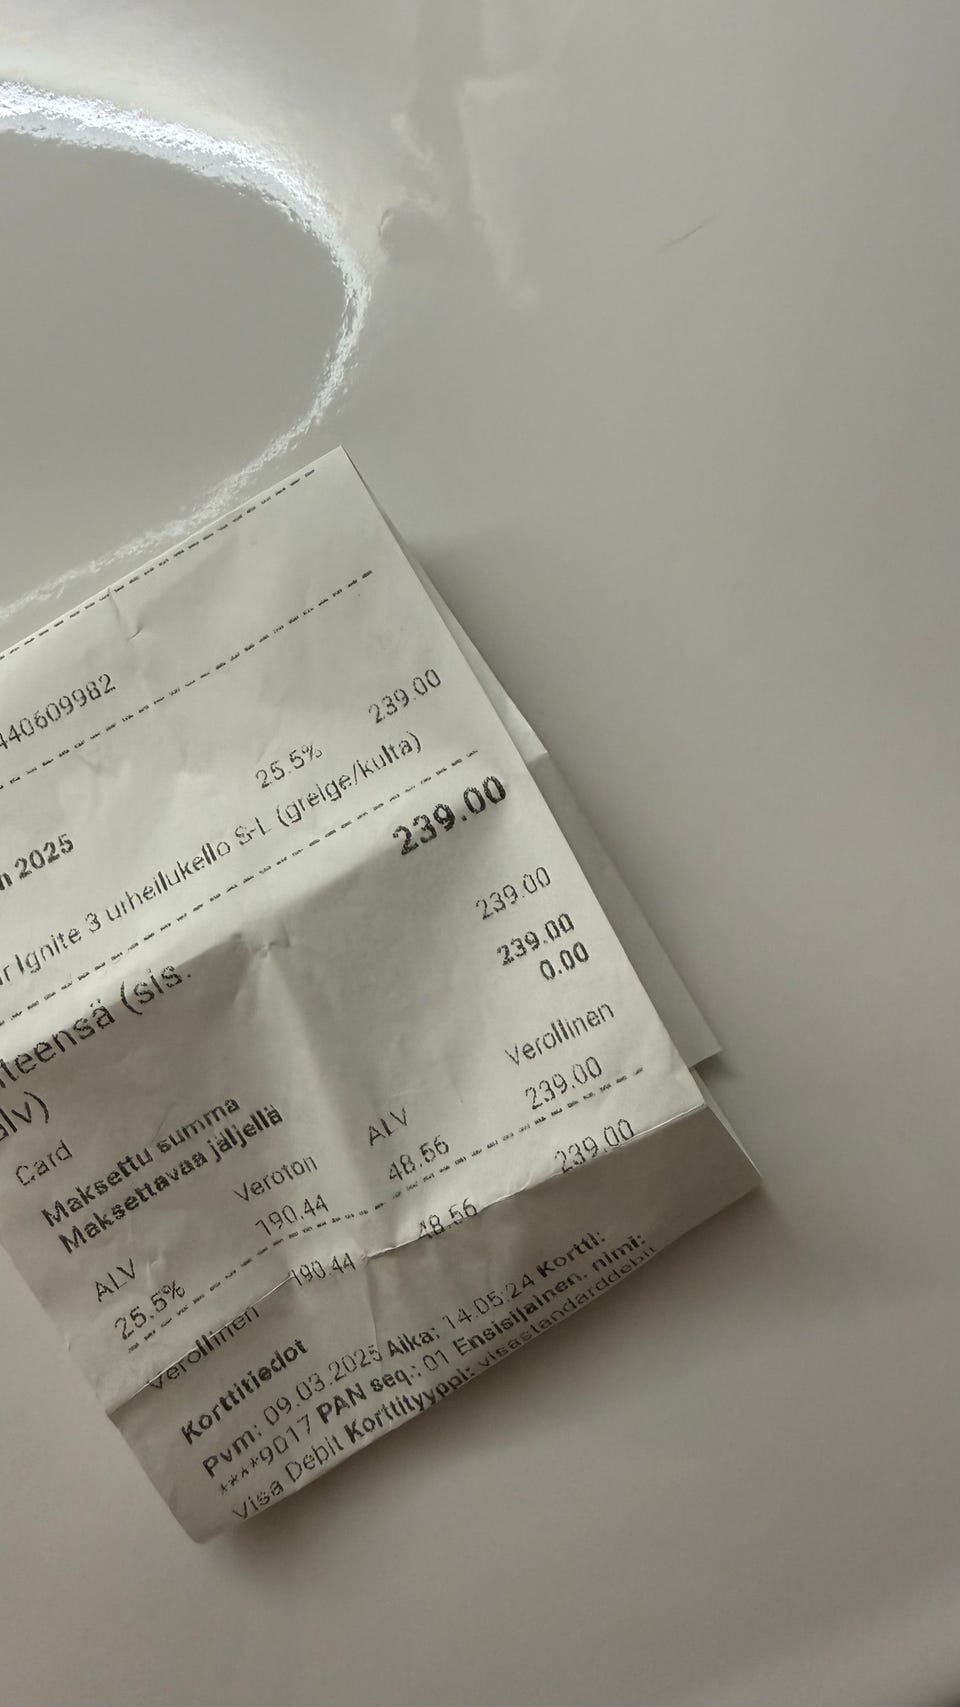 440609982
25.5% 239.00
n 2025
r Ignite 3 urheilukello S-L (greige/kulta)
teensä (sis. 239.00
alv)
Card 239.00
Maksettu summa 239.00
Maksettavaa jäljellä 0.00
ALV Veroton ALV Verollinen
25.5% 190.44 48.56 239.00
Verollinen 190.44 48.56 239.00
Korttitiedot
Pvm: 09.03.2025 Aika: 14:05:24 Kortti:
****9017 PAN seq.: 01 Ensisijainen. nimi:
Visa Debit Korttityyppi: visastandarddebit